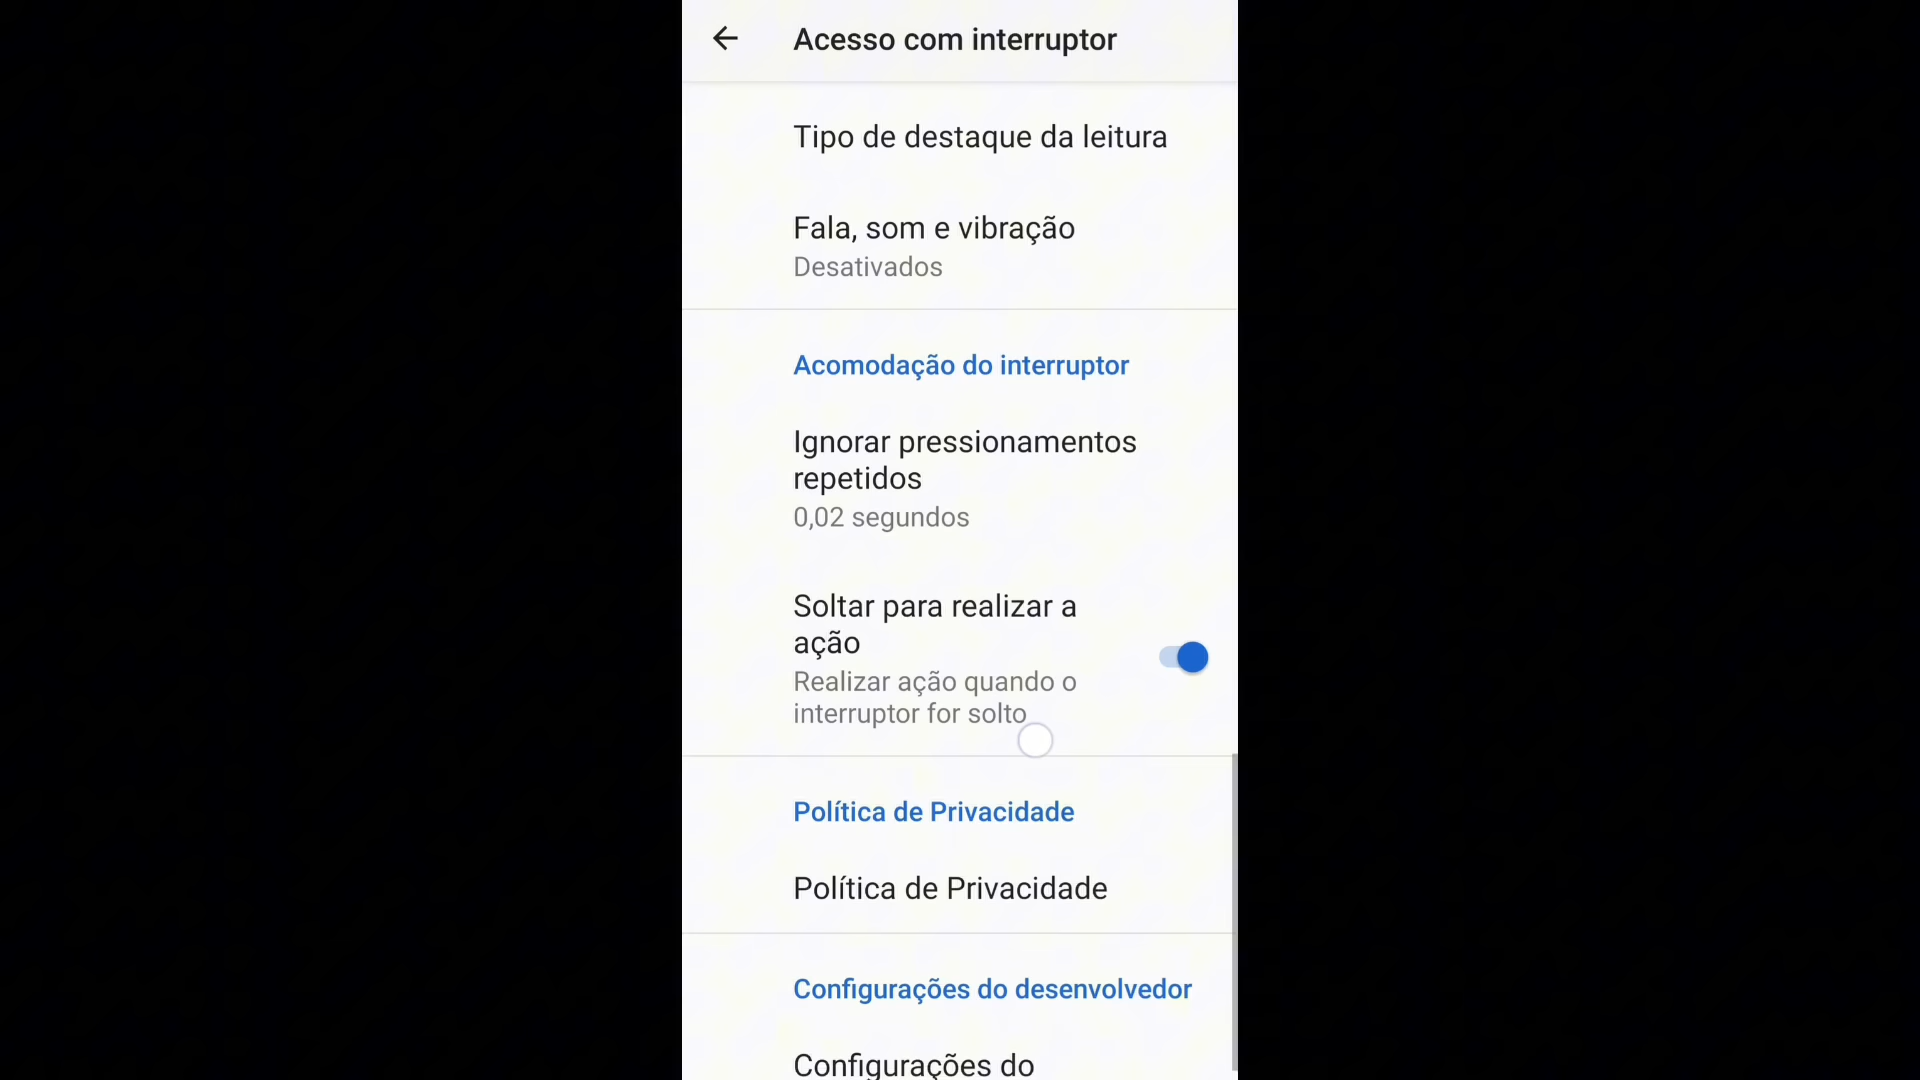 Acesso com interruptor
Tipo de destaque da leitura
Fala, som e vibração
Desativados
Acomodação do interruptor
Ignorar pressionamentos
repetidos
0,02 segundos
Soltar para realizar a
ação
Realizar ação quando o
interruptor for solto
Política de Privacidade
Política de Privacidade
Configurações do desenvolvedor
Configurações do